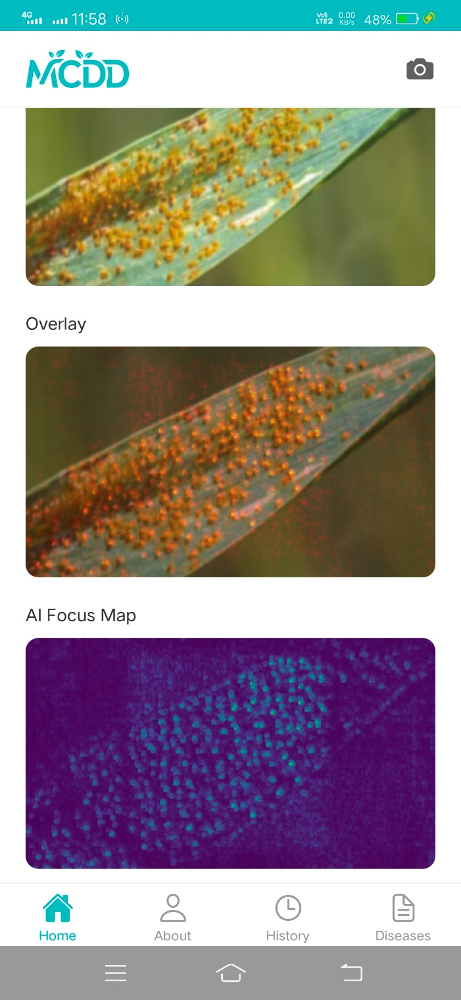 4G 11:58 Vo) LTE2 0.00 KB/s 48%
MCDD
Overlay
AI Focus Map
Home About History Diseases